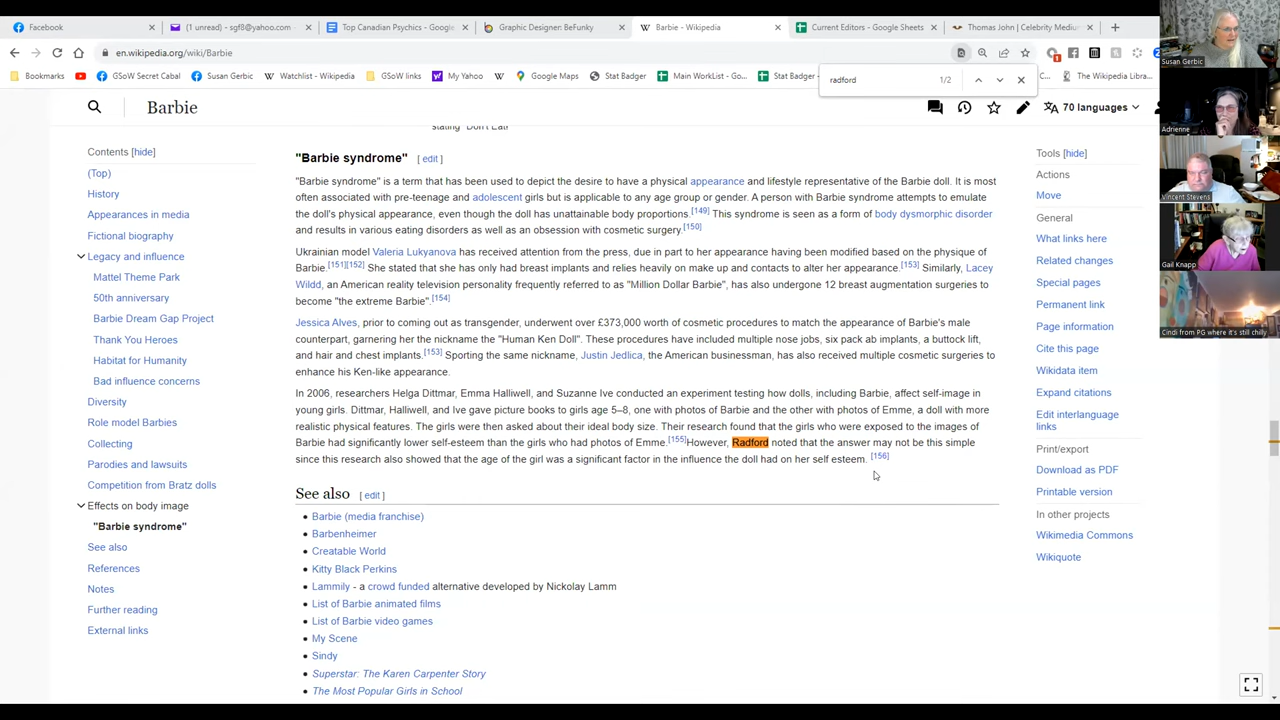 Facebook
(1 unread) - sgf8@yahoo.com
Top Canadian Psychics - Google
Graphic Designer: BeFunky
Barbie - Wikipedia
Current Editors - Google Sheets
Thomas John | Celebrity Mediu
en.wikipedia.org/wiki/Barbie
Bookmarks
GSoW Secret Cabal
Susan Gerbic
Watchlist - Wikipedia
GSoW links
My Yahoo
Google Maps
Stat Badger
Main WorkList - Go...
Stat Badger -
The Wikipedia Libra...
radford 1/2
Barbie
70 languages
stating "Don't Eat!"
Contents [hide]
(Top)
History
Appearances in media
Fictional biography
Legacy and influence
Mattel Theme Park
50th anniversary
Barbie Dream Gap Project
Thank You Heroes
Habitat for Humanity
Bad influence concerns
Diversity
Role model Barbies
Collecting
Parodies and lawsuits
Competition from Bratz dolls
Effects on body image
"Barbie syndrome"
See also
References
Notes
Further reading
External links
"Barbie syndrome" [ edit ]
"Barbie syndrome" is a term that has been used to depict the desire to have a physical appearance and lifestyle representative of the Barbie doll. It is most
often associated with pre-teenage and adolescent girls but is applicable to any age group or gender. A person with Barbie syndrome attempts to emulate
the doll's physical appearance, even though the doll has unattainable body proportions.[149] This syndrome is seen as a form of body dysmorphic disorder
and results in various eating disorders as well as an obsession with cosmetic surgery.[150]
Ukrainian model Valeria Lukyanova has received attention from the press, due in part to her appearance having been modified based on the physique of
Barbie.[151][152] She stated that she has only had breast implants and relies heavily on make up and contacts to alter her appearance.[153] Similarly, Lacey
Wildd, an American reality television personality frequently referred to as "Million Dollar Barbie", has also undergone 12 breast augmentation surgeries to
become "the extreme Barbie".[154]
Jessica Alves, prior to coming out as transgender, underwent over £373,000 worth of cosmetic procedures to match the appearance of Barbie's male
counterpart, garnering her the nickname the "Human Ken Doll". These procedures have included multiple nose jobs, six pack ab implants, a buttock lift,
and hair and chest implants.[153] Sporting the same nickname, Justin Jedlica, the American businessman, has also received multiple cosmetic surgeries to
enhance his Ken-like appearance.
In 2006, researchers Helga Dittmar, Emma Halliwell, and Suzanne Ive conducted an experiment testing how dolls, including Barbie, affect self-image in
young girls. Dittmar, Halliwell, and Ive gave picture books to girls age 5–8, one with photos of Barbie and the other with photos of Emme, a doll with more
realistic physical features. The girls were then asked about their ideal body size. Their research found that the girls who were exposed to the images of
Barbie had significantly lower self-esteem than the girls who had photos of Emme.[155]However, Radford noted that the answer may not be this simple
since this research also showed that the age of the girl was a significant factor in the influence the doll had on her self esteem. [156]
See also [ edit ]
Barbie (media franchise)
Barbenheimer
Creatable World
Kitty Black Perkins
Lammily - a crowd funded alternative developed by Nickolay Lamm
List of Barbie animated films
List of Barbie video games
My Scene
Sindy
Superstar: The Karen Carpenter Story
The Most Popular Girls in School
Tools [hide]
Actions
Move
General
What links here
Related changes
Special pages
Permanent link
Page information
Cite this page
Wikidata item
Expand citations
Edit interlanguage
links
Print/export
Download as PDF
Printable version
In other projects
Wikimedia Commons
Wikiquote
Susan Gerbic
Adrienne
Vincent Stevens
Gail Knapp
Cindi from PG where it's still chilly